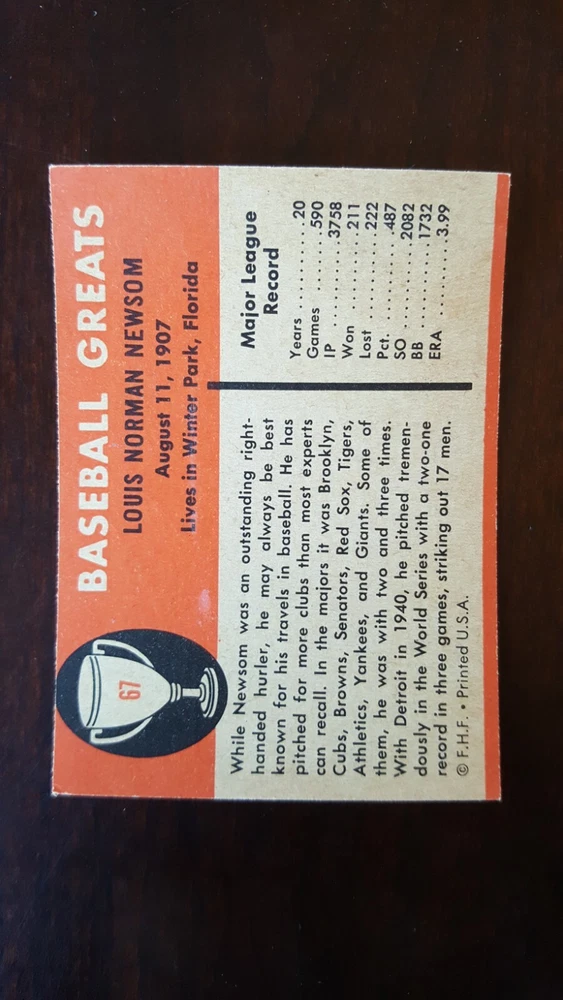 67
BASEBALL GREATS
LOUIS NORMAN NEWSOM
August 11, 1907
Lives in Winter Park, Florida
While Newsom was an outstanding right-
handed hurler, he may always be best
known for his travels in baseball. He has
pitched for more clubs than most experts
can recall. In the majors it was Brooklyn,
Cubs, Browns, Senators, Red Sox, Tigers,
Athletics, Yankees, and Giants. Some of
them, he was with two and three times.
With Detroit in 1940, he pitched tremen-
dously in the World Series with a two-one
record in three games, striking out 17 men.
© F.H.F. • Printed U.S.A.
Major League
Record
Years . . . . . . . . . . . 20
Games . . . . . . . 590
IP . . . . . . . . . . . 3758
Won . . . . . . . . . . 211
Lost . . . . . . . . . . 222
Pct. . . . . . . . . . . .487
SO . . . . . . . . . . 2082
BB . . . . . . . . . . 1732
ERA . . . . . . . . . 3.99